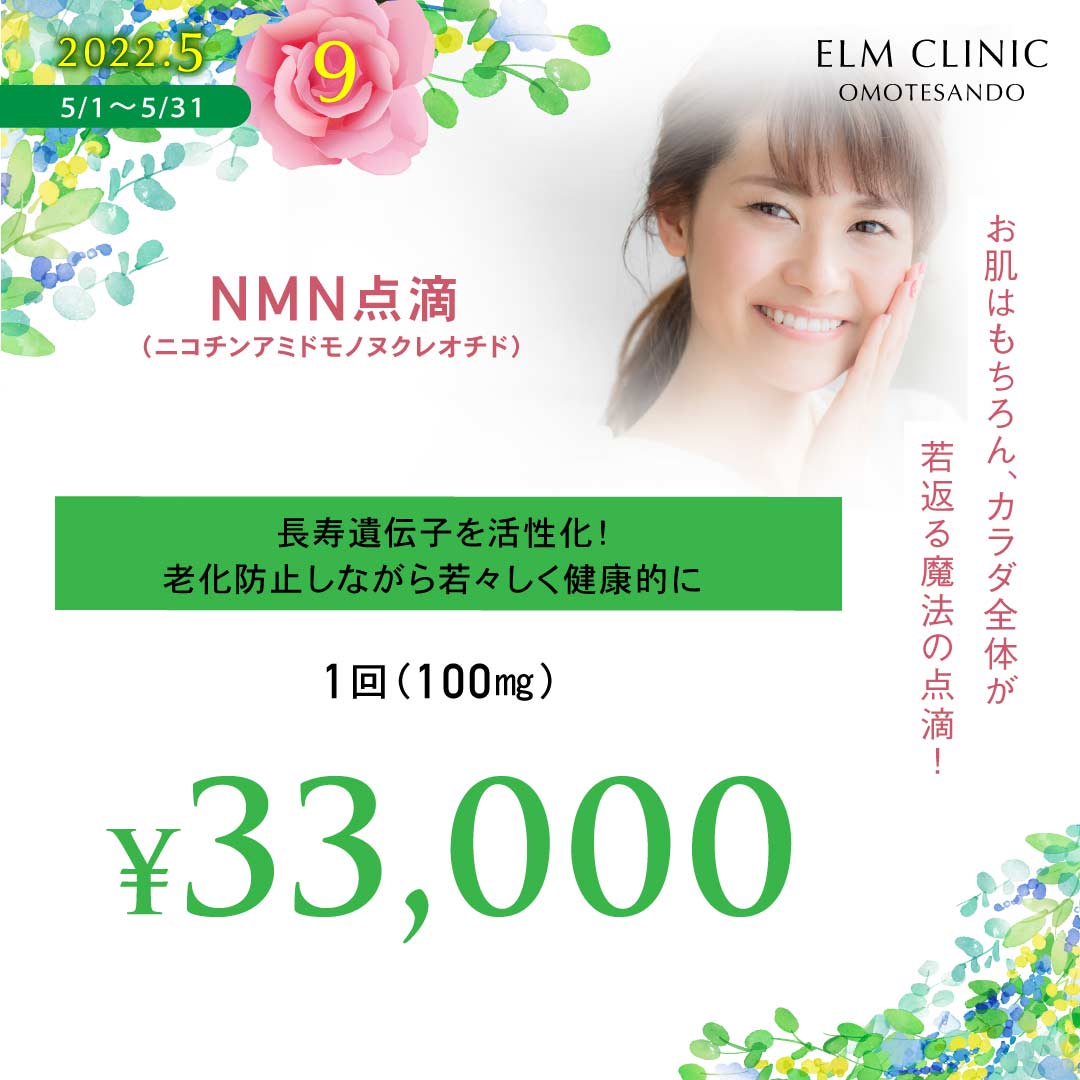 2022.5
5/1～5/31
9
ELM CLINIC
OMOTESANDO
NMN点滴
（ニコチンアミドモノヌクレオチド）
お肌はもちろん、カラダ全体が
若返る魔法の点滴！
長寿遺伝子を活性化！
老化防止しながら若々しく健康的に
1回（100㎎）
¥33,000